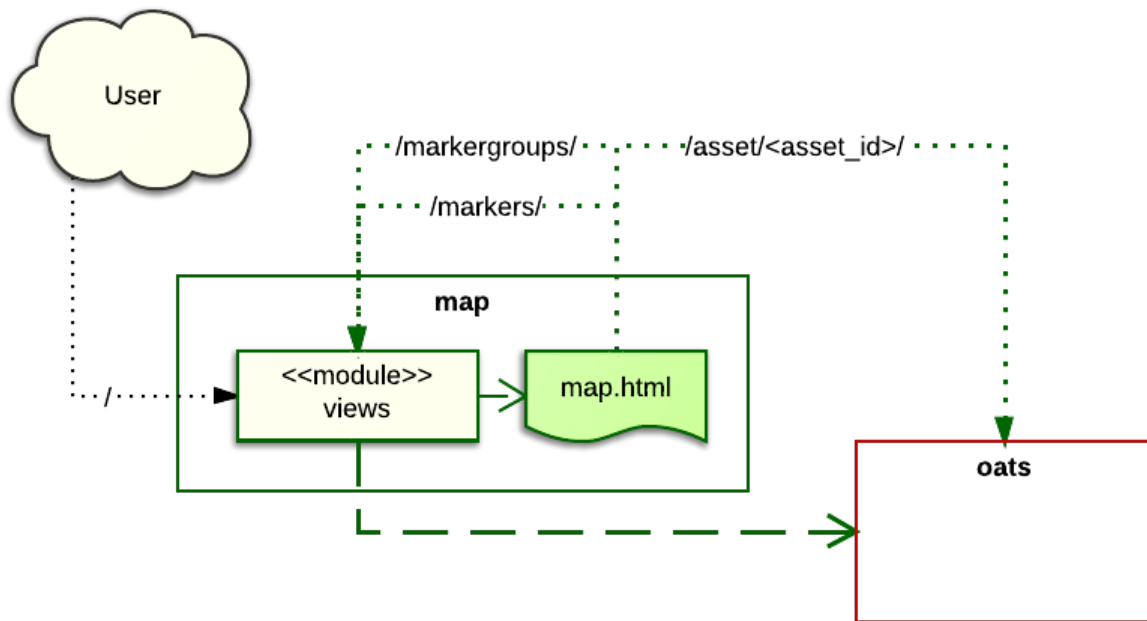 User
/markergroups/
/asset/<asset_id>/
/markers/
map
<<module>>
views
map.html
/
oats